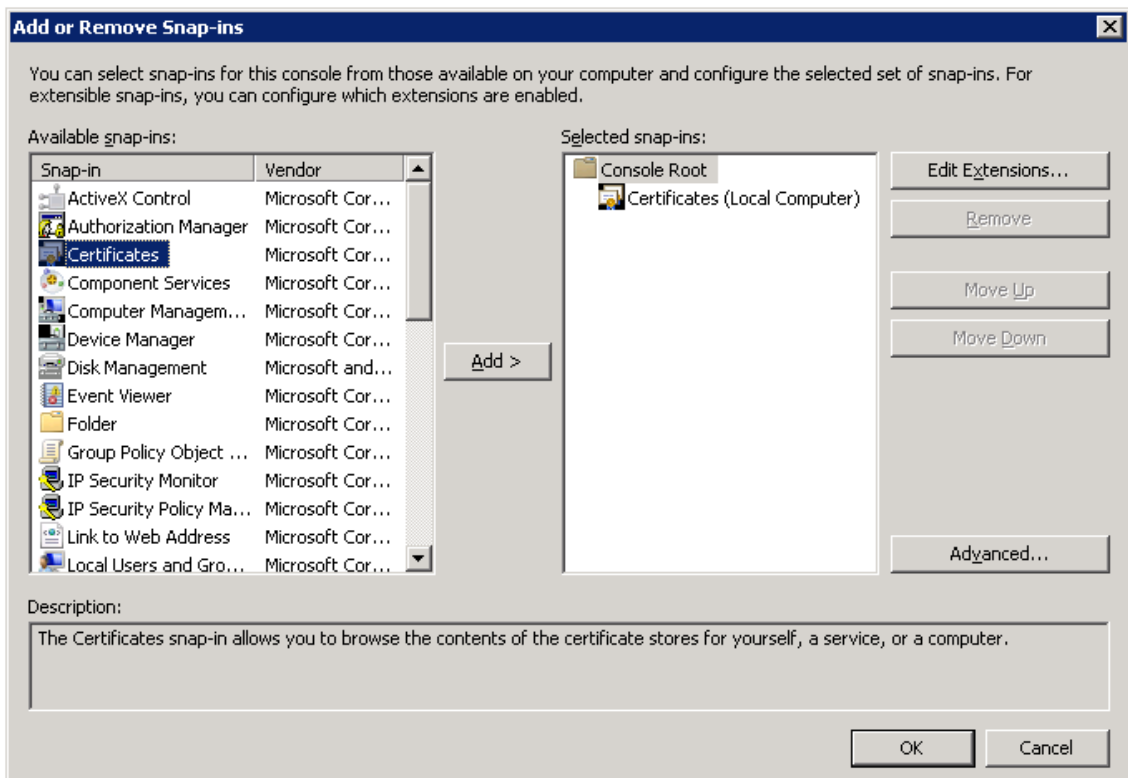 Add or Remove Snap-ins
You can select snap-ins for this console from those available on your computer and configure the selected set of snap-ins. For
extensible snap-ins, you can configure which extensions are enabled.
Available snap-ins:
Snap-in Vendor
ActiveX Control Microsoft Cor...
Authorization Manager Microsoft Cor...
Certificates Microsoft Cor...
Component Services Microsoft Cor...
Computer Managem... Microsoft Cor...
Device Manager Microsoft Cor...
Disk Management Microsoft and...
Event Viewer Microsoft Cor...
Folder Microsoft Cor...
Group Policy Object ... Microsoft Cor...
IP Security Monitor Microsoft Cor...
IP Security Policy Ma... Microsoft Cor...
Link to Web Address Microsoft Cor...
Local Users and Gro... Microsoft Cor...
Add >
Selected snap-ins:
Console Root
Certificates (Local Computer)
Edit Extensions...
Remove
Move Up
Move Down
Advanced...
Description:
The Certificates snap-in allows you to browse the contents of the certificate stores for yourself, a service, or a computer.
OK Cancel